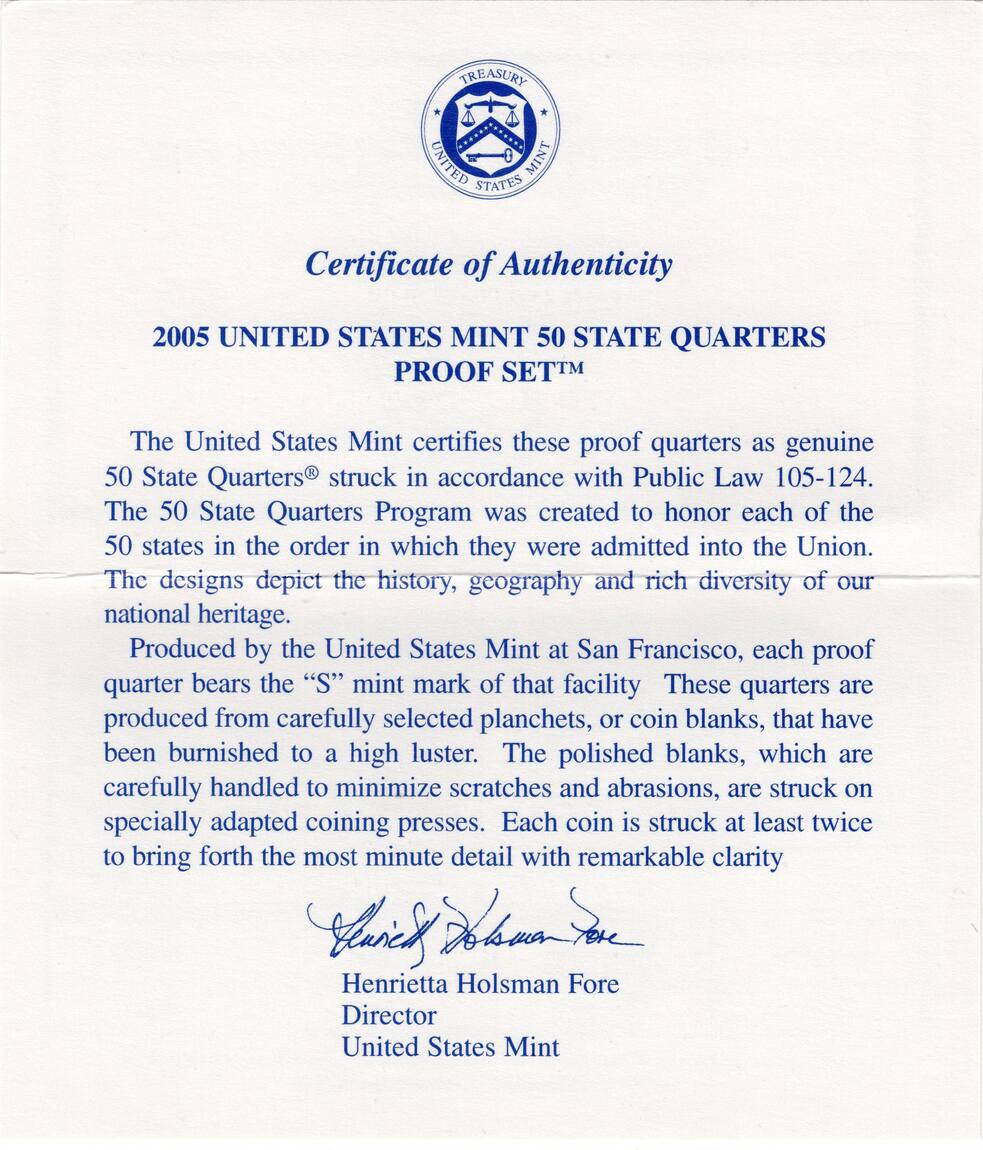 TREASURY
UNITED STATES MINT
Certificate of Authenticity
2005 UNITED STATES MINT 50 STATE QUARTERS
PROOF SET™
The United States Mint certifies these proof quarters as genuine
50 State Quarters® struck in accordance with Public Law 105-124.
The 50 State Quarters Program was created to honor each of the
50 states in the order in which they were admitted into the Union.
The designs depict the history, geography and rich diversity of our
national heritage.
Produced by the United States Mint at San Francisco, each proof
quarter bears the “S” mint mark of that facility These quarters are
produced from carefully selected planchets, or coin blanks, that have
been burnished to a high luster. The polished blanks, which are
carefully handled to minimize scratches and abrasions, are struck on
specially adapted coining presses. Each coin is struck at least twice
to bring forth the most minute detail with remarkable clarity
Henrietta Holsman Fore
Henrietta Holsman Fore
Director
United States Mint